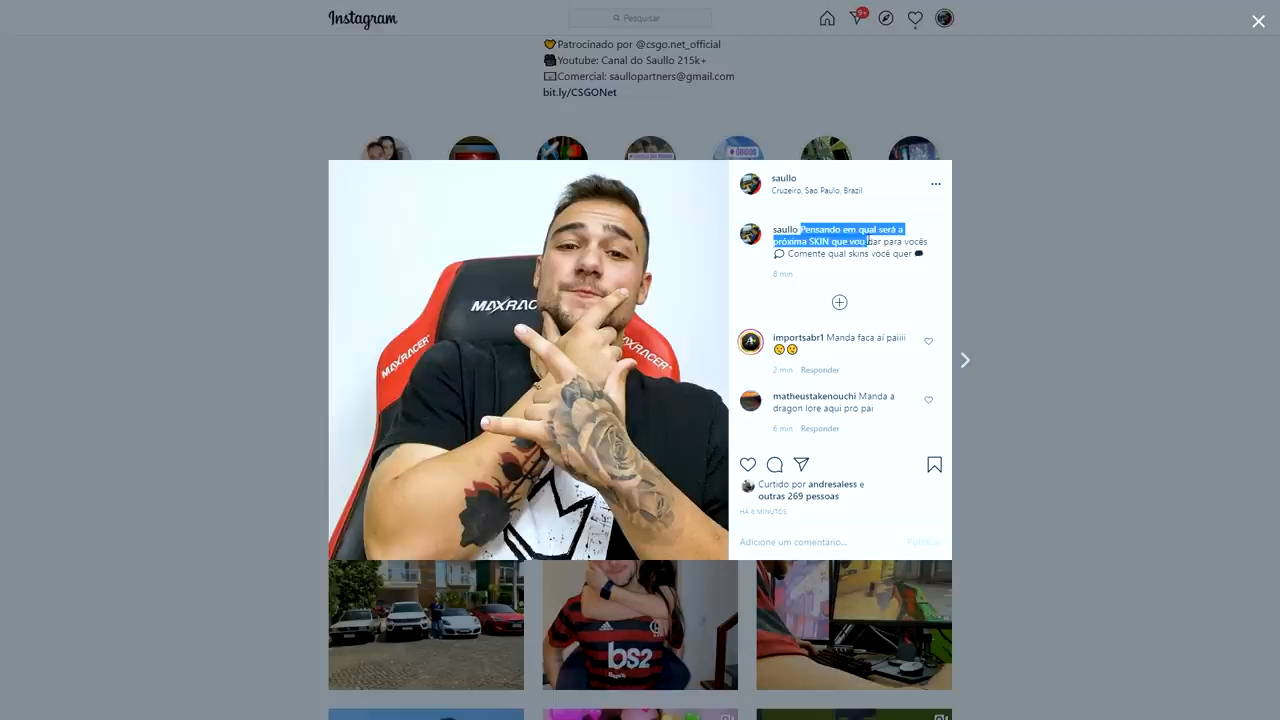 Instagram
Pesquisar
9+
Patrocinado por @csgo.net_official
Youtube: Canal do Saullo 215k+
Comercial: saullopartners@gmail.com
bit.ly/CSGONet
saullo
Cruzeiro, Sao Paulo, Brazil
saullo Pensando em qual será a
próxima SKIN que vou dar para vocês
Comente qual skins você quer
8 min
importsabr1 Manda faca aí paiiii
2 min Responder
matheustakenouchi Manda a
dragon lore aqui pro pai
6 min Responder
Curtido por andresaless e
outras 269 pessoas
HÁ 8 MINUTOS
Adicione um comentário...
Publicar
MAXRAC
MAXRACER
MAXRACER
bs2